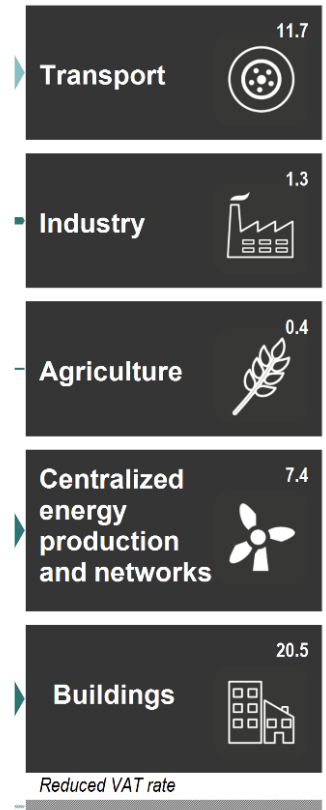 11.7
Transport
1.3
Industry
0.4
Agriculture
7.4
Centralized
energy
production
and networks
20.5
Buildings
Reduced VAT rate